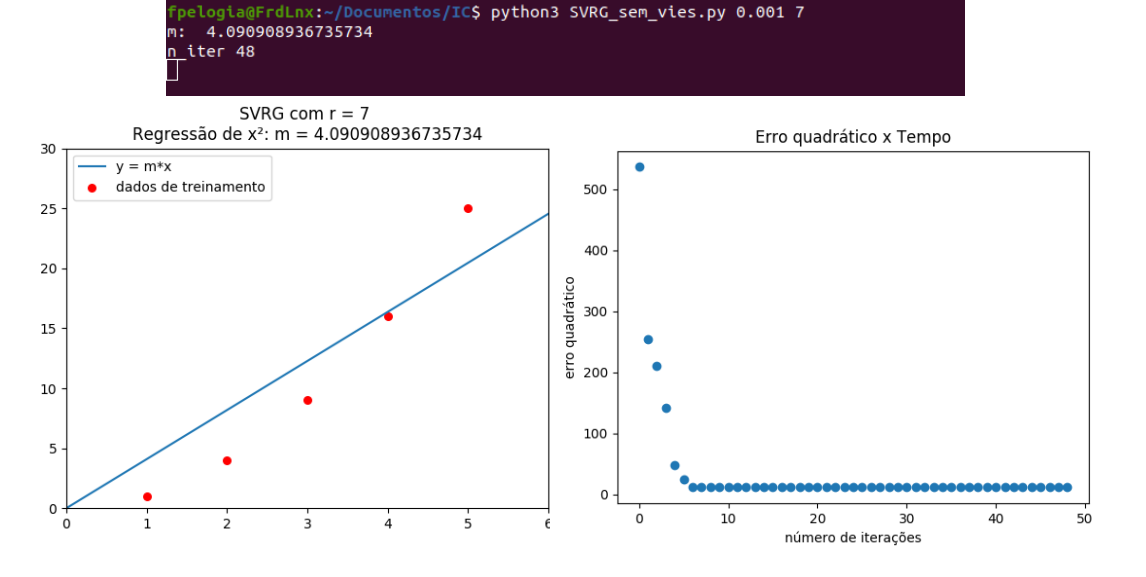 fpelogia@FrdLnx:~/Documentos/IC$ python3 SVRG_sem_vies.py 0.001 7
m:  4.090908936735734
n_iter 48
SVRG com r = 7
Regressão de x²: m = 4.090908936735734
y = m*x
dados de treinamento
30
25
20
15
10
5
0
0 1 2 3 4 5 6
Erro quadrático x Tempo
erro quadrático
500
400
300
200
100
0
0 10 20 30 40 50
número de iterações